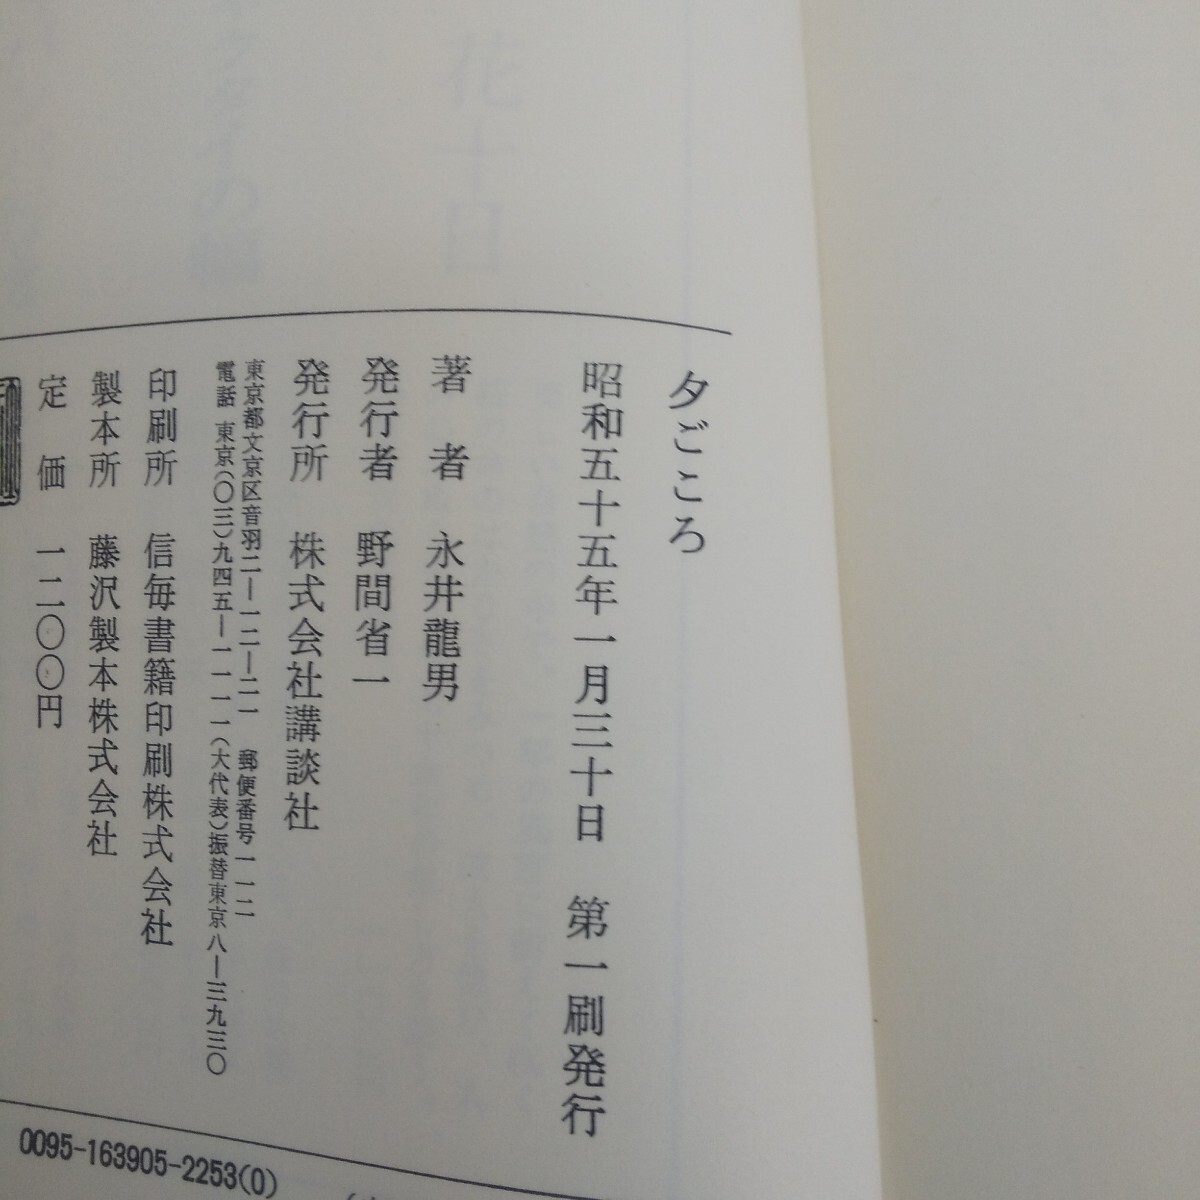 夕ごころ
昭和五十五年一月三十日　第一刷発行
著　者　永井龍男
発行者　野間省一
発行所　株式会社講談社
東京都文京区音羽二―一二―二一　郵便番号一一二
電話　東京(〇三)九四五―一一一一(大代表)振替東京八―三九三〇
印刷所　信毎書籍印刷株式会社
製本所　藤沢製本株式会社
定　価　一二〇〇円
0095-163905-2253(0)